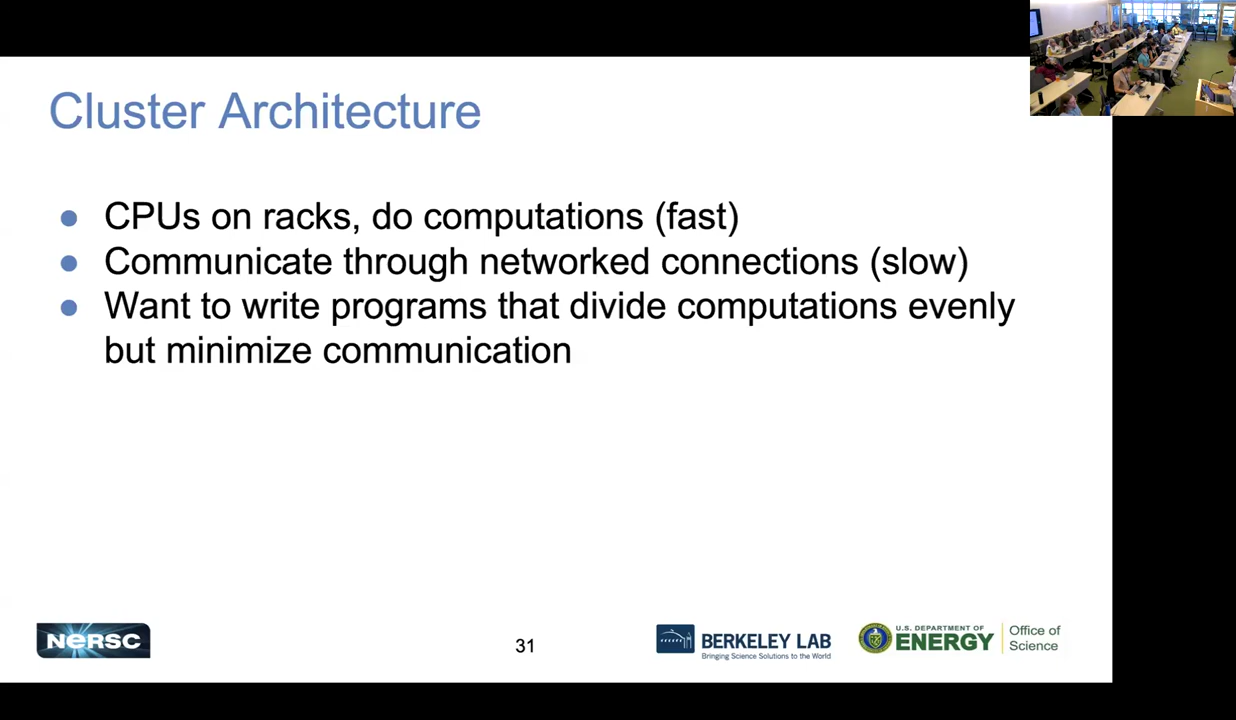 Cluster Architecture
● CPUs on racks, do computations (fast)
● Communicate through networked connections (slow)
● Want to write programs that divide computations evenly
but minimize communication
NERSC
31
BERKELEY LAB
Bringing Science Solutions to the World
U.S. DEPARTMENT OF
ENERGY
Office of
Science